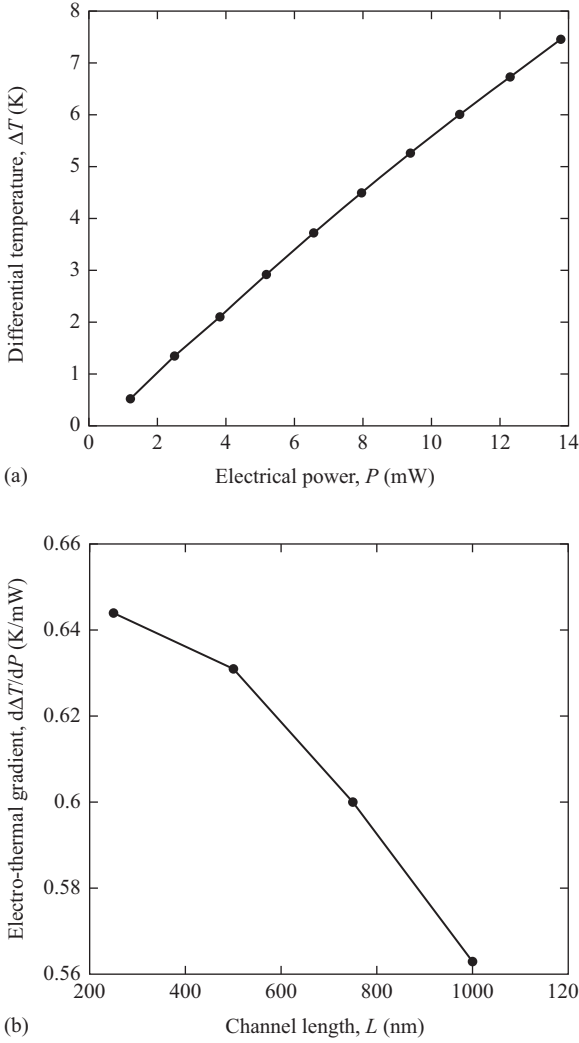 8
7
6
5
4
3
2
1
0
Differential temperature, ΔT (K)
0 2 4 6 8 10 12 14
(a) Electrical power, P (mW)
0.66
0.64
0.62
0.6
0.58
0.56
Electro-thermal gradient, dΔT/dP (K/mW)
200 400 600 800 1000 120
(b) Channel length, L (nm)